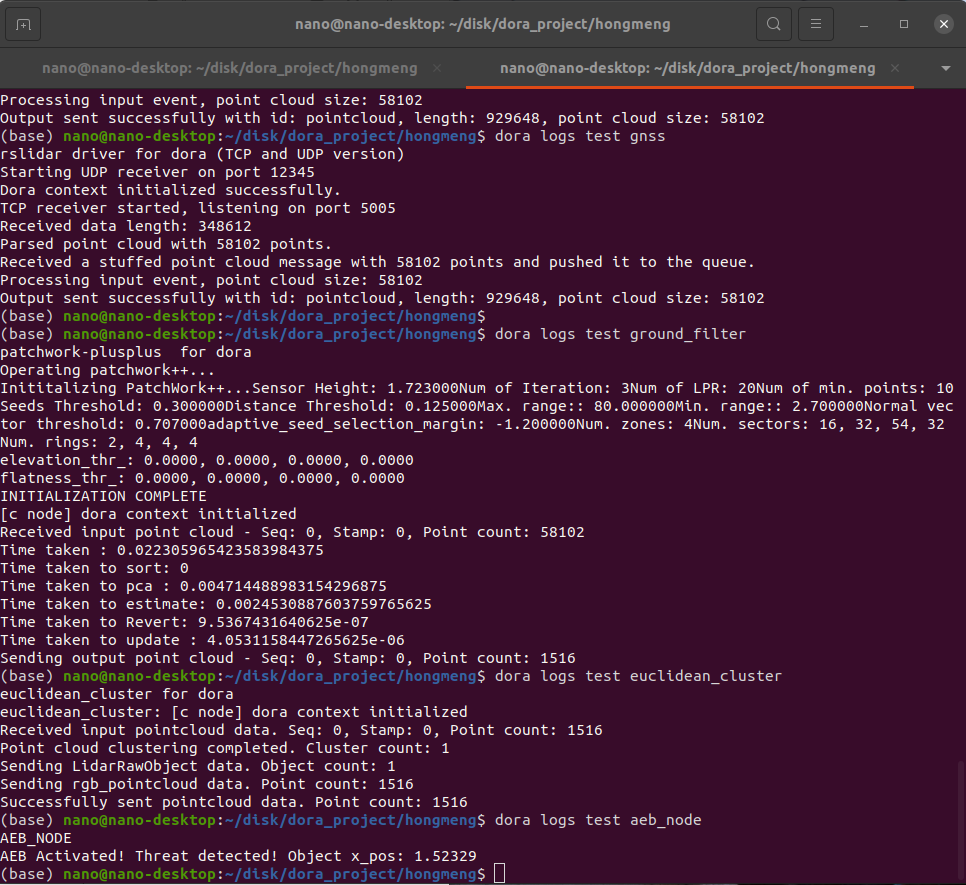 nano@nano-desktop: ~/disk/dora_project/hongmeng
nano@nano-desktop: ~/disk/dora_project/hongmeng
nano@nano-desktop: ~/disk/dora_project/hongmeng
Processing input event, point cloud size: 58102
Output sent successfully with id: pointcloud, length: 929648, point cloud size: 58102
(base) nano@nano-desktop:~/disk/dora_project/hongmeng$ dora logs test gnss
rslidar driver for dora (TCP and UDP version)
Starting UDP receiver on port 12345
Dora context initialized successfully.
TCP receiver started, listening on port 5005
Received data length: 348612
Parsed point cloud with 58102 points.
Received a stuffed point cloud message with 58102 points and pushed it to the queue.
Processing input event, point cloud size: 58102
Output sent successfully with id: pointcloud, length: 929648, point cloud size: 58102
(base) nano@nano-desktop:~/disk/dora_project/hongmeng$
(base) nano@nano-desktop:~/disk/dora_project/hongmeng$ dora logs test ground_filter
patchwork-plusplus  for dora
Operating patchwork++...
Inititalizing PatchWork++...Sensor Height: 1.723000Num of Iteration: 3Num of LPR: 20Num of min. points: 10
Seeds Threshold: 0.300000Distance Threshold: 0.125000Max. range:: 80.000000Min. range:: 2.700000Normal vec
tor threshold: 0.707000adaptive_seed_selection_margin: -1.200000Num. zones: 4Num. sectors: 16, 32, 54, 32
Num. rings: 2, 4, 4, 4
elevation_thr_: 0.0000, 0.0000, 0.0000, 0.0000
flatness_thr_: 0.0000, 0.0000, 0.0000, 0.0000
INITIALIZATION COMPLETE
[c node] dora context initialized
Received input point cloud - Seq: 0, Stamp: 0, Point count: 58102
Time taken : 0.022305965423583984375
Time taken to sort: 0
Time taken to pca : 0.004714488983154296875
Time taken to estimate: 0.0024530887603759765625
Time taken to Revert: 9.5367431640625e-07
Time taken to update : 4.0531158447265625e-06
Sending output point cloud - Seq: 0, Stamp: 0, Point count: 1516
(base) nano@nano-desktop:~/disk/dora_project/hongmeng$ dora logs test euclidean_cluster
euclidean_cluster for dora
euclidean_cluster: [c node] dora context initialized
Received input pointcloud data. Seq: 0, Stamp: 0, Point count: 1516
Point cloud clustering completed. Cluster count: 1
Sending LidarRawObject data. Object count: 1
Sending rgb_pointcloud data. Point count: 1516
Successfully sent pointcloud data. Point count: 1516
(base) nano@nano-desktop:~/disk/dora_project/hongmeng$ dora logs test aeb_node
AEB_NODE
AEB Activated! Threat detected! Object x_pos: 1.52329
(base) nano@nano-desktop:~/disk/dora_project/hongmeng$